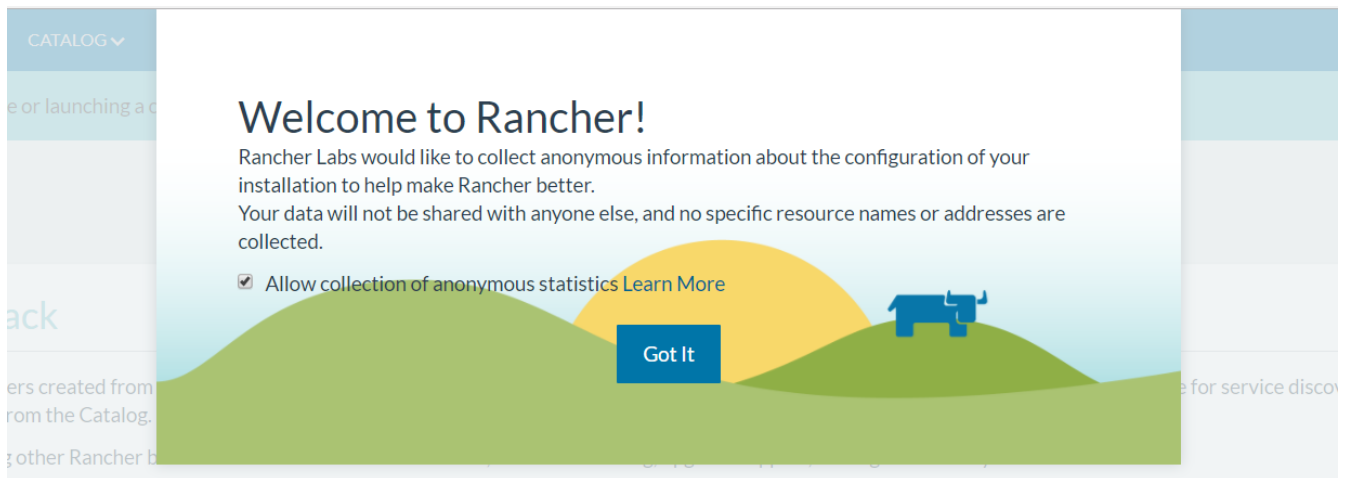 CATALOG
e or launching a c
Welcome to Rancher!
Rancher Labs would like to collect anonymous information about the configuration of your
installation to help make Rancher better.
Your data will not be shared with anyone else, and no specific resource names or addresses are
collected.
Allow collection of anonymous statistics Learn More
ack
Got It
ers created from
e for service disco
rom the Catalog.
g other Rancher b